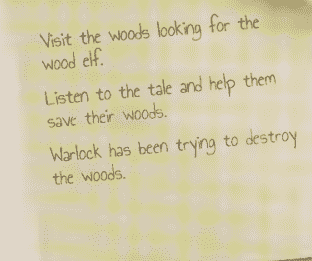 Visit the woods looking for the
wood elf.
Listen to the tale and help them
save their woods.
Warlock has been trying to destroy
the woods.